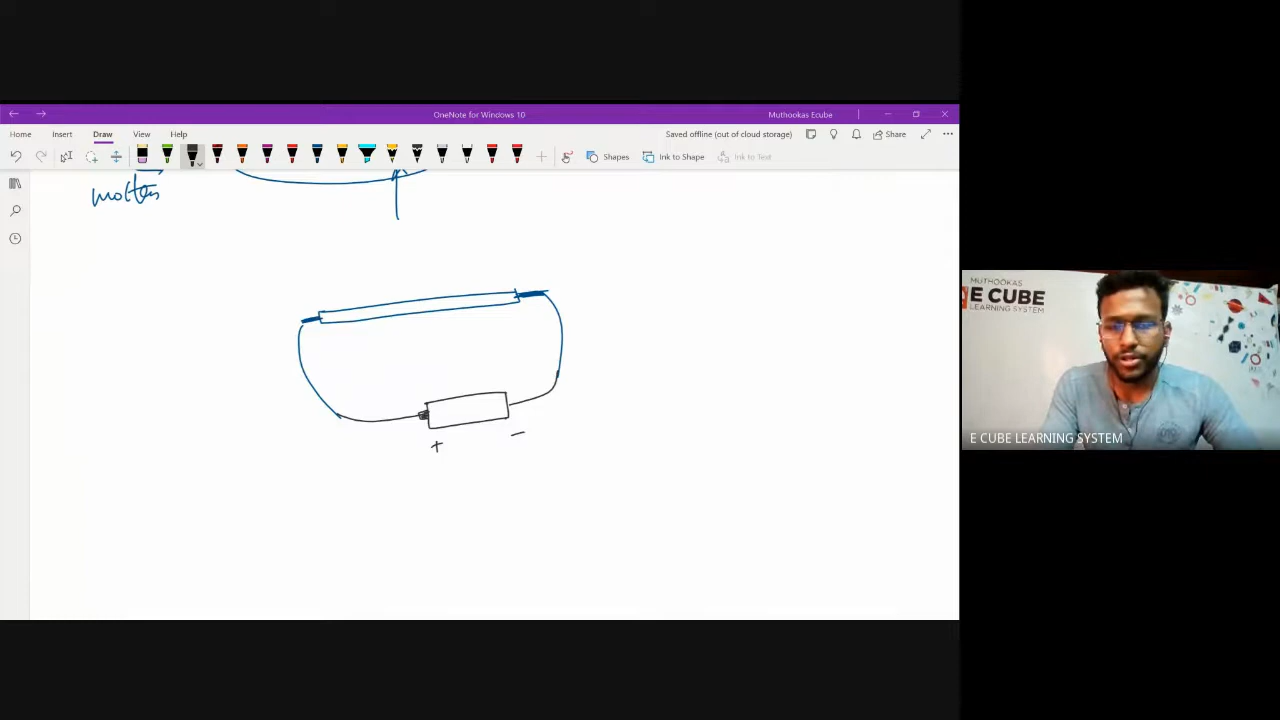 OneNote for Windows 10
Muthookas Ecube
Home Insert Draw View Help
Saved offline (out of cloud storage)
Share
Shapes
Ink to Shape
Ink to Text
molten
+ −
MUTHOOKAS
E CUBE
LEARNING SYSTEM
E CUBE LEARNING SYSTEM